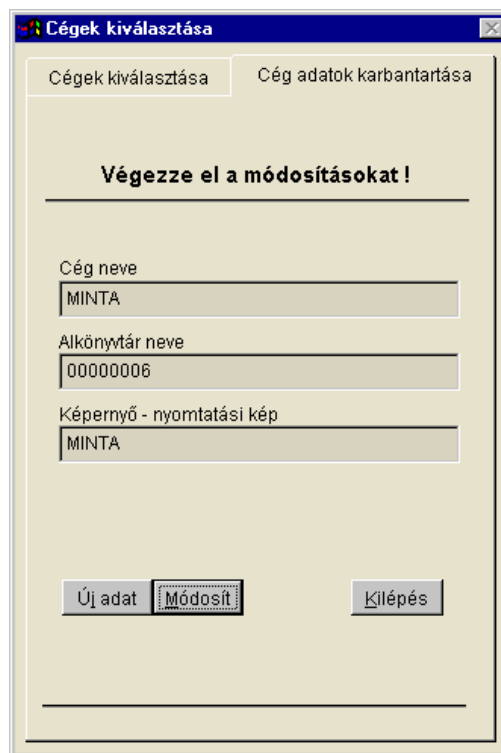 Cégek kiválasztása
Cégek kiválasztása
Cég adatok karbantartása
Végezze el a módosításokat !
Cég neve
MINTA
Alkönyvtár neve
00000006
Képernyő - nyomtatási kép
MINTA
Új adat
Módosít
Kilépés